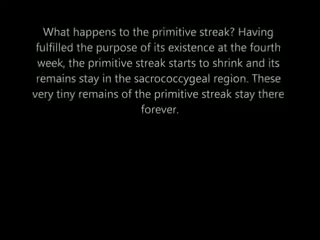 What happens to the primitive streak? Having
fulfilled the purpose of its existence at the fourth
week, the primitive streak starts to shrink and its
remains stay in the sacrococcygeal region. These
very tiny remains of the primitive streak stay there
forever.